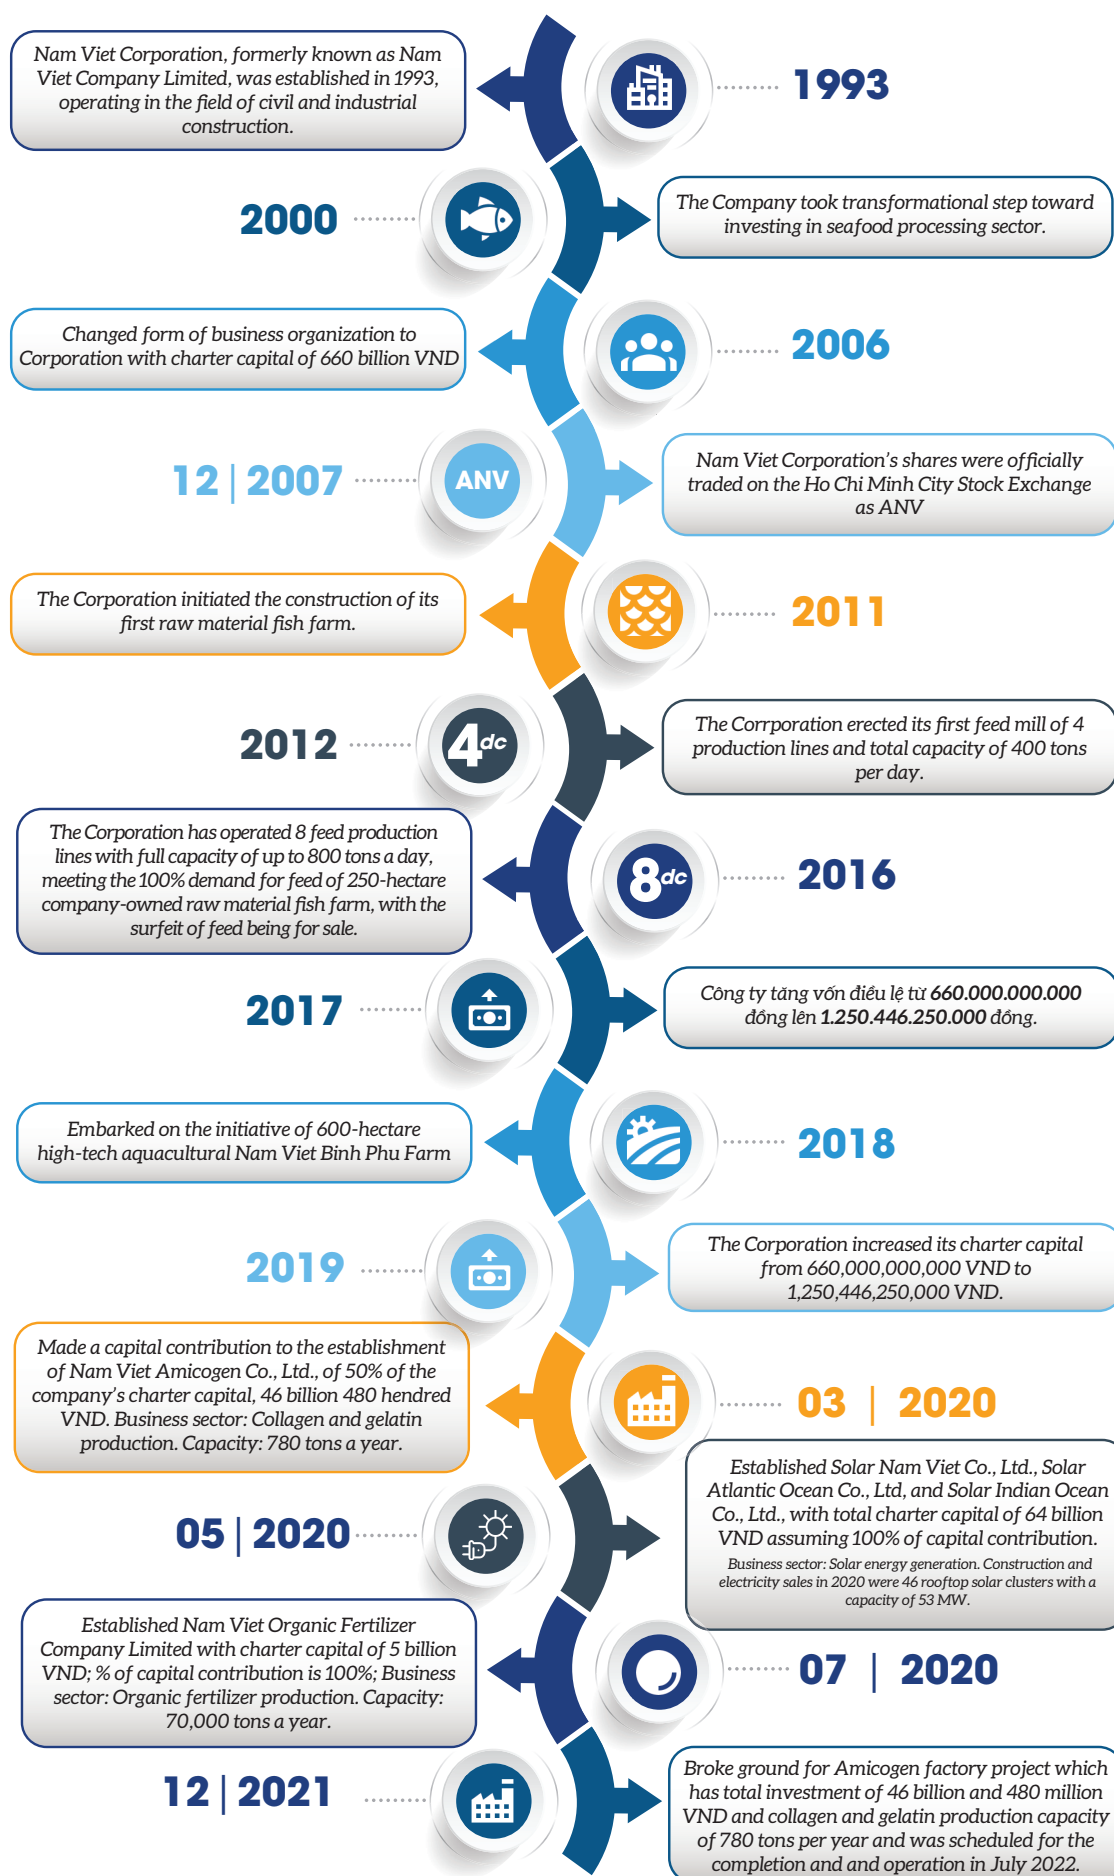 Nam Viet Corporation, formerly known as Nam
Viet Company Limited, was established in 1993,
operating in the field of civil and industrial
construction.
1993
2000
The Company took transformational step toward
investing in seafood processing sector.
Changed form of business organization to
Corporation with charter capital of 660 billion VND
2006
12 | 2007
ANV
Nam Viet Corporation's shares were officially
traded on the Ho Chi Minh City Stock Exchange
as ANV
The Corporation initiated the construction of its
first raw material fish farm.
2011
2012
4dc
The Corrporation erected its first feed mill of 4
production lines and total capacity of 400 tons
per day.
The Corporation has operated 8 feed production
lines with full capacity of up to 800 tons a day,
meeting the 100% demand for feed of 250-hectare
company-owned raw material fish farm, with the
surfeit of feed being for sale.
8dc
2016
2017
Công ty tăng vốn điều lệ từ 660.000.000.000
đồng lên 1.250.446.250.000 đồng.
Embarked on the initiative of 600-hectare
high-tech aquacultural Nam Viet Binh Phu Farm
2018
2019
The Corporation increased its charter capital
from 660,000,000,000 VND to
1,250,446,250,000 VND.
Made a capital contribution to the establishment
of Nam Viet Amicogen Co., Ltd., of 50% of the
company's charter capital, 46 billion 480 hendred
VND. Business sector: Collagen and gelatin
production. Capacity: 780 tons a year.
03 | 2020
05 | 2020
Established Solar Nam Viet Co., Ltd., Solar
Atlantic Ocean Co., Ltd, and Solar Indian Ocean
Co., Ltd., with total charter capital of 64 billion
VND assuming 100% of capital contribution.
Business sector: Solar energy generation. Construction and
electricity sales in 2020 were 46 rooftop solar clusters with a
capacity of 53 MW.
Established Nam Viet Organic Fertilizer
Company Limited with charter capital of 5 billion
VND; % of capital contribution is 100%; Business
sector: Organic fertilizer production. Capacity:
70,000 tons a year.
07 | 2020
12 | 2021
Broke ground for Amicogen factory project which
has total investment of 46 billion and 480 million
VND and collagen and gelatin production capacity
of 780 tons per year and was scheduled for the
completion and and operation in July 2022.